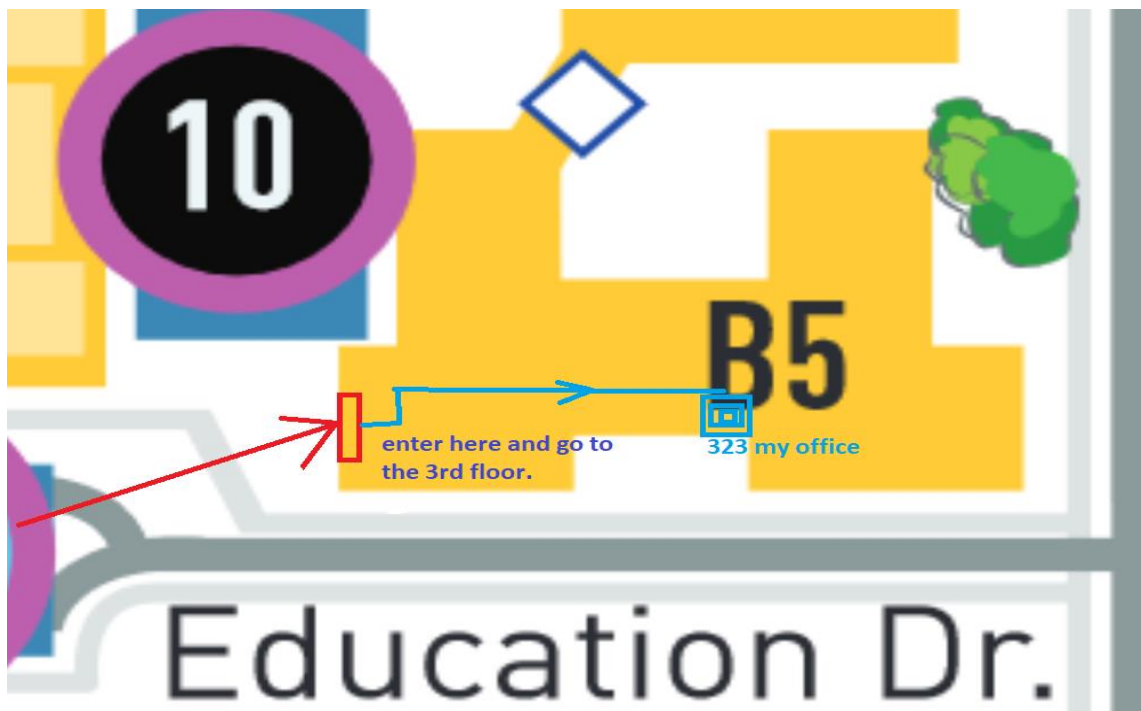 10
B5
enter here and go to
the 3rd floor.
323 my office
Education Dr.